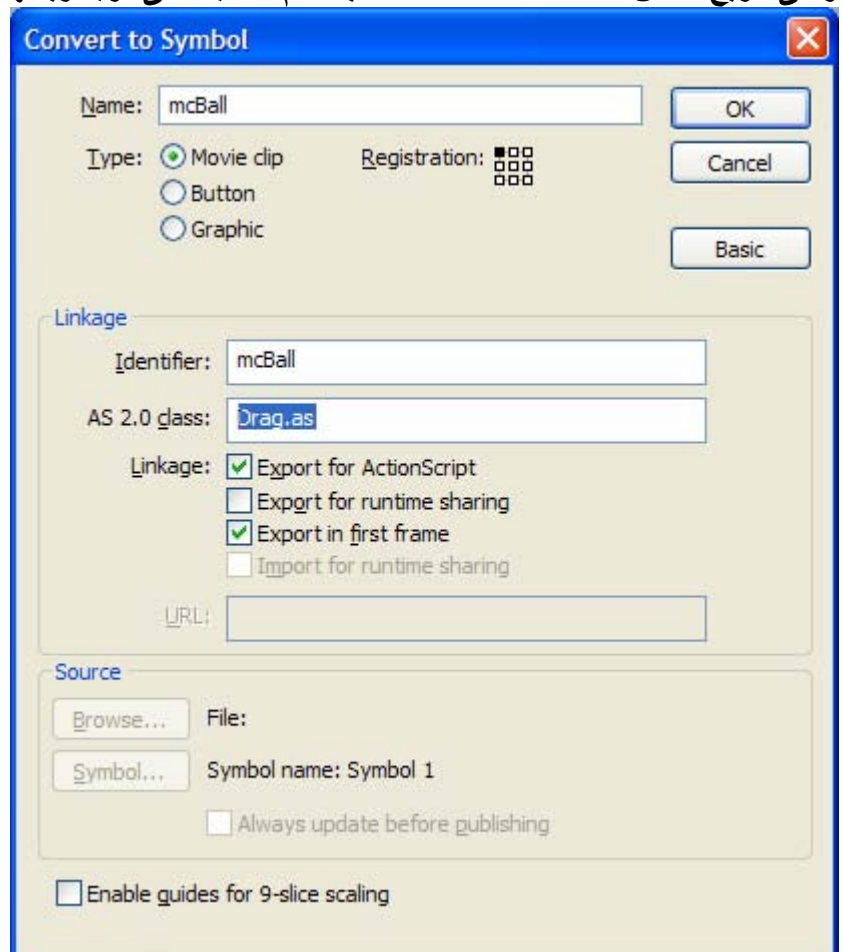 Convert to Symbol
Name: mcBall
OK
Type: Movie clip
Registration:
Cancel
Button
Graphic
Basic
Linkage
Identifier: mcBall
AS 2.0 class: Drag.as
Linkage: Export for ActionScript
Export for runtime sharing
Export in first frame
Import for runtime sharing
URL:
Source
Browse... File:
Symbol... Symbol name: Symbol 1
Always update before publishing
Enable guides for 9-slice scaling